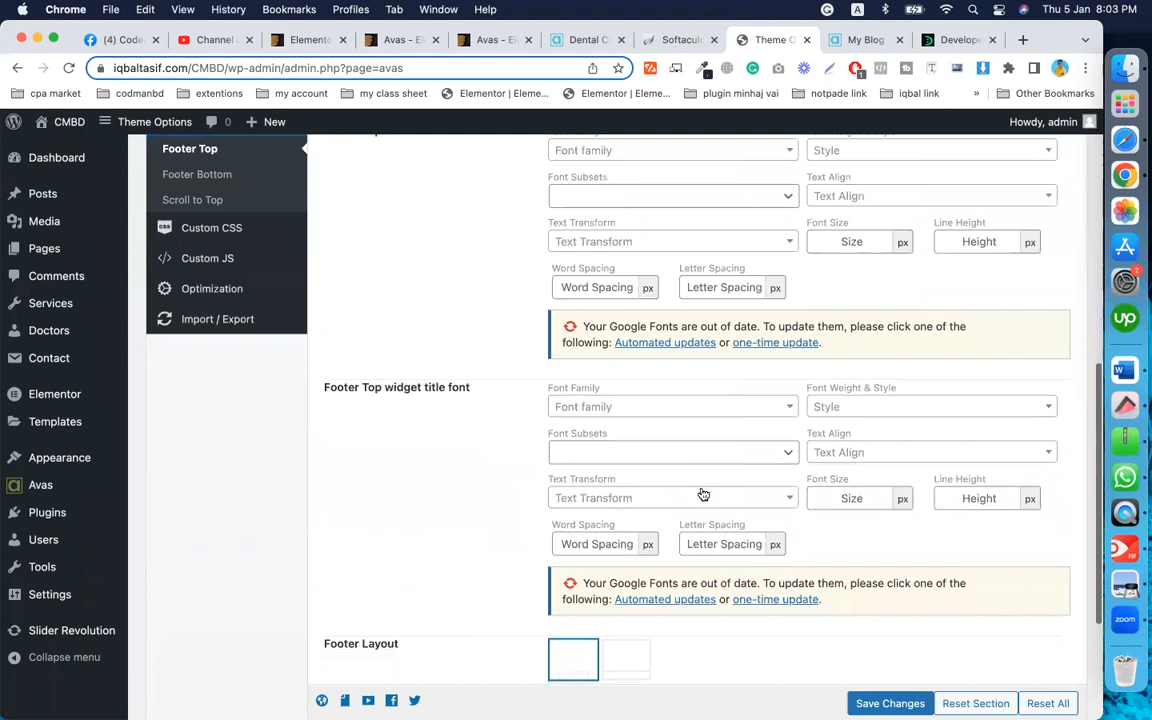 Chrome File Edit View History Bookmarks Profiles Tab Window Help A Thu 5 Jan 8:03 PM
(4) Code Channel Elemento Avas – El Avas – El Dental C Softacule Theme O My Blog - Develope
iqbaltasif.com/CMBD/wp-admin/admin.php?page=avas
cpa market codmanbd extentions my account my class sheet Elementor | Eleme... Elementor | Eleme... plugin minhaj vai notpade link iqbal link » Other Bookmarks
CMBD Theme Options 0 New Howdy, admin
Dashboard
Posts
Media
Pages
Comments
Services
Doctors
Contact
Elementor
Templates
Appearance
Avas
Plugins
Users
Tools
Settings
Slider Revolution
Collapse menu
Footer Top
Footer Bottom
Scroll to Top
CSS Custom CSS
Custom JS
Optimization
Import / Export
Font family Style
Font Subsets Text Align
Text Align
Text Transform Font Size Line Height
Text Transform Size px Height px
Word Spacing Letter Spacing
Word Spacing px Letter Spacing px
Your Google Fonts are out of date. To update them, please click one of the
following: Automated updates or one-time update.
Footer Top widget title font
Font Family Font Weight & Style
Font family Style
Font Subsets Text Align
Text Align
Text Transform Font Size Line Height
Text Transform Size px Height px
Word Spacing Letter Spacing
Word Spacing px Letter Spacing px
Your Google Fonts are out of date. To update them, please click one of the
following: Automated updates or one-time update.
Footer Layout
Save Changes Reset Section Reset All
2
up
W
zoom